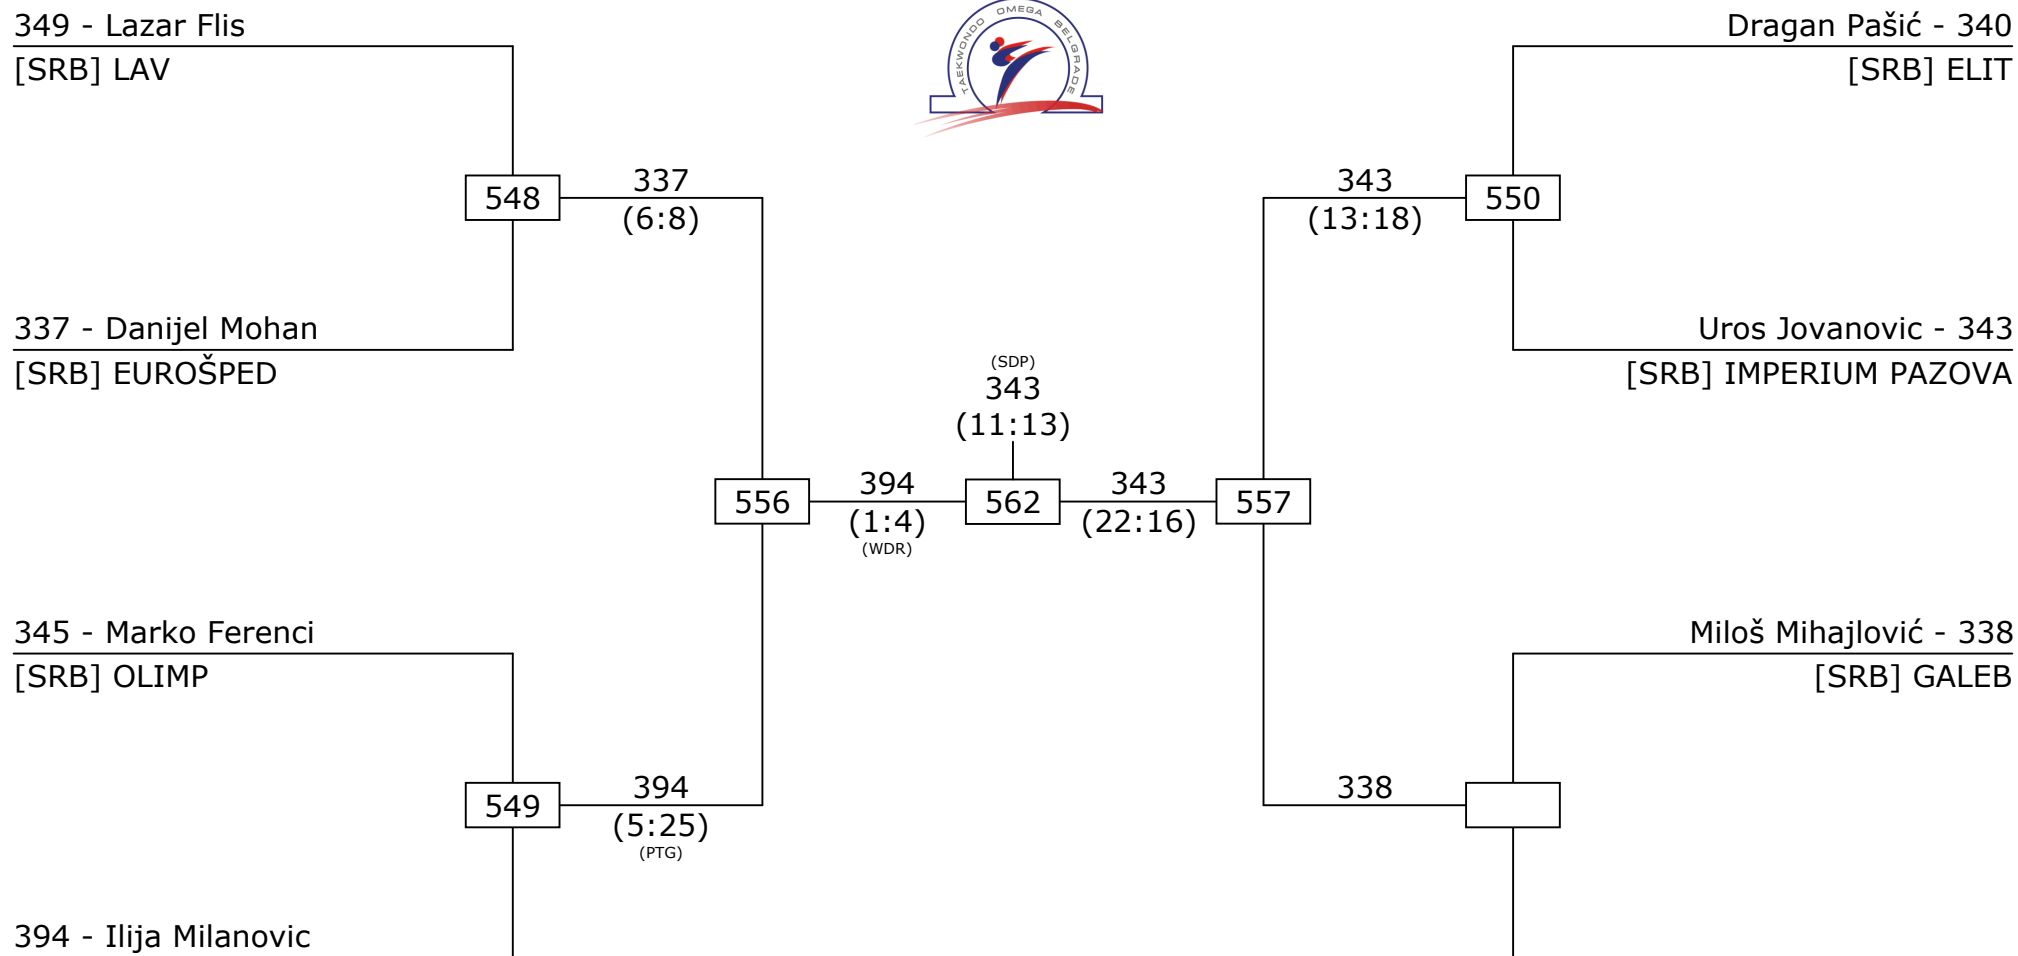 349 - Lazar Flis
[SRB] LAV
TAEKWONDO OMEGA BELGRADE
Dragan Pašić - 340
[SRB] ELIT
548
337
(6:8)
343
(13:18)
550
337 - Danijel Mohan
[SRB] EUROŠPED
Uros Jovanovic - 343
[SRB] IMPERIUM PAZOVA
(SDP)
343
(11:13)
556
394
(1:4)
(WDR)
562
343
(22:16)
557
345 - Marko Ferenci
[SRB] OLIMP
Miloš Mihajlović - 338
[SRB] GALEB
549
394
(5:25)
(PTG)
338
394 - Ilija Milanovic